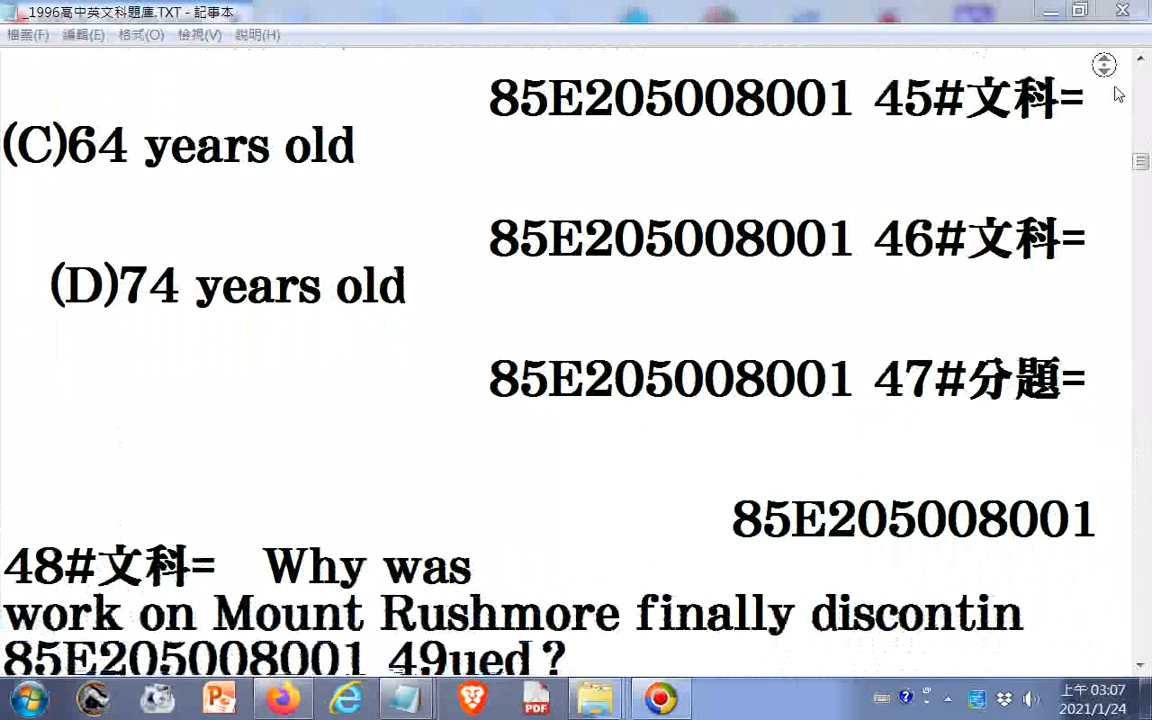 _1996高中英文科題庫.TXT - 記事本
檔案(F) 編輯(E) 格式(O) 檢視(V) 說明(H)
85E205008001 45#文科=
(C)64 years old
85E205008001 46#文科=
(D)74 years old
85E205008001 47#分題=
85E205008001
48#文科= Why was
work on Mount Rushmore finally discontin
85E205008001 49ued?
PDF
上午 03:07
2021/1/24